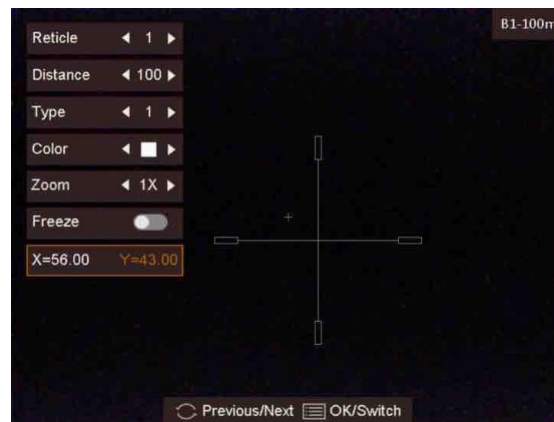 B1-100m
Reticle 1
Distance 100
Type 1
Color
Zoom 1X
Freeze
X=56.00 Y=43.00
Previous/Next OK/Switch